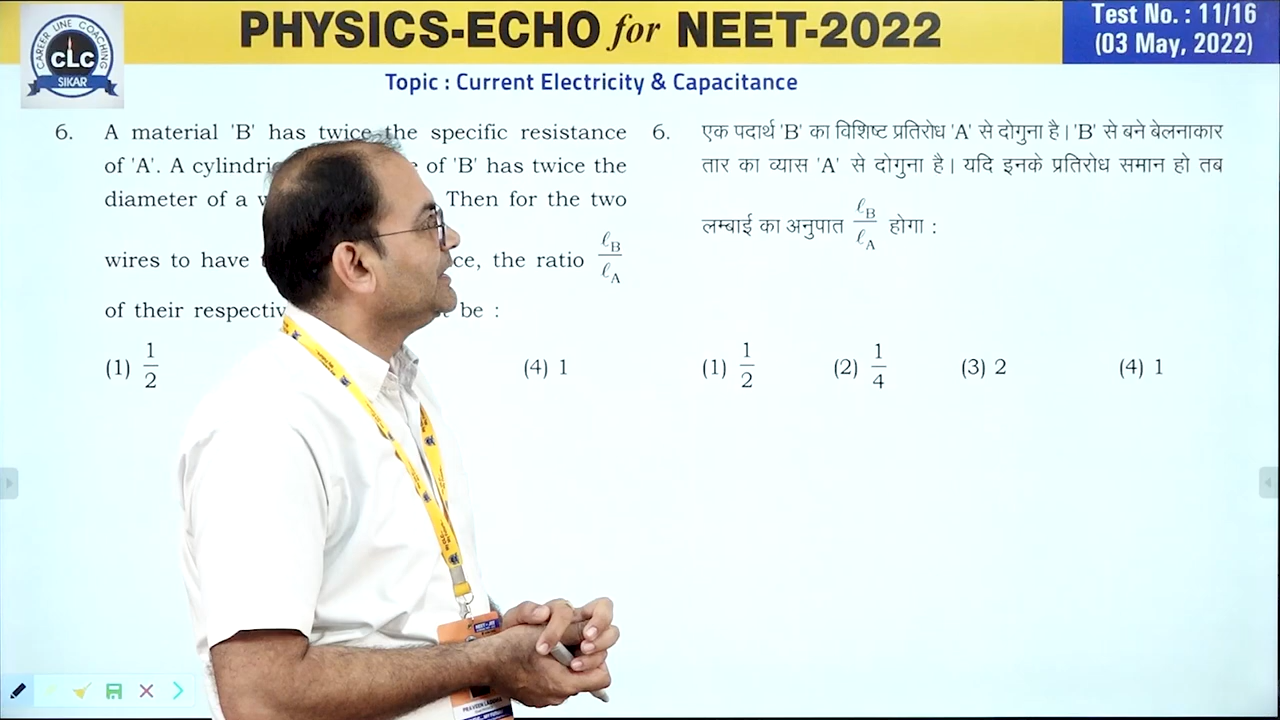 CAREER LINE COACHING
CLC
SIKAR
PHYSICS-ECHO for NEET-2022
Test No. : 11/16
(03 May, 2022)
Topic : Current Electricity & Capacitance
6. A material 'B' has twice the specific resistance
of 'A'. A of 'B' has twice the
diameter of a Then for the two
wires to have the ratio ℓB/ℓA
of their be :
(1) 1/2
(4) 1
6. एक पदार्थ 'B' का विशिष्ट प्रतिरोध 'A' से दोगुना है। 'B' से बने बेलनाकार
तार का व्यास 'A' से दोगुना है। यदि इनके प्रतिरोध समान हो तब
लम्बाई का अनुपात ℓB/ℓA होगा :
(1) 1/2 (2) 1/4 (3) 2 (4) 1